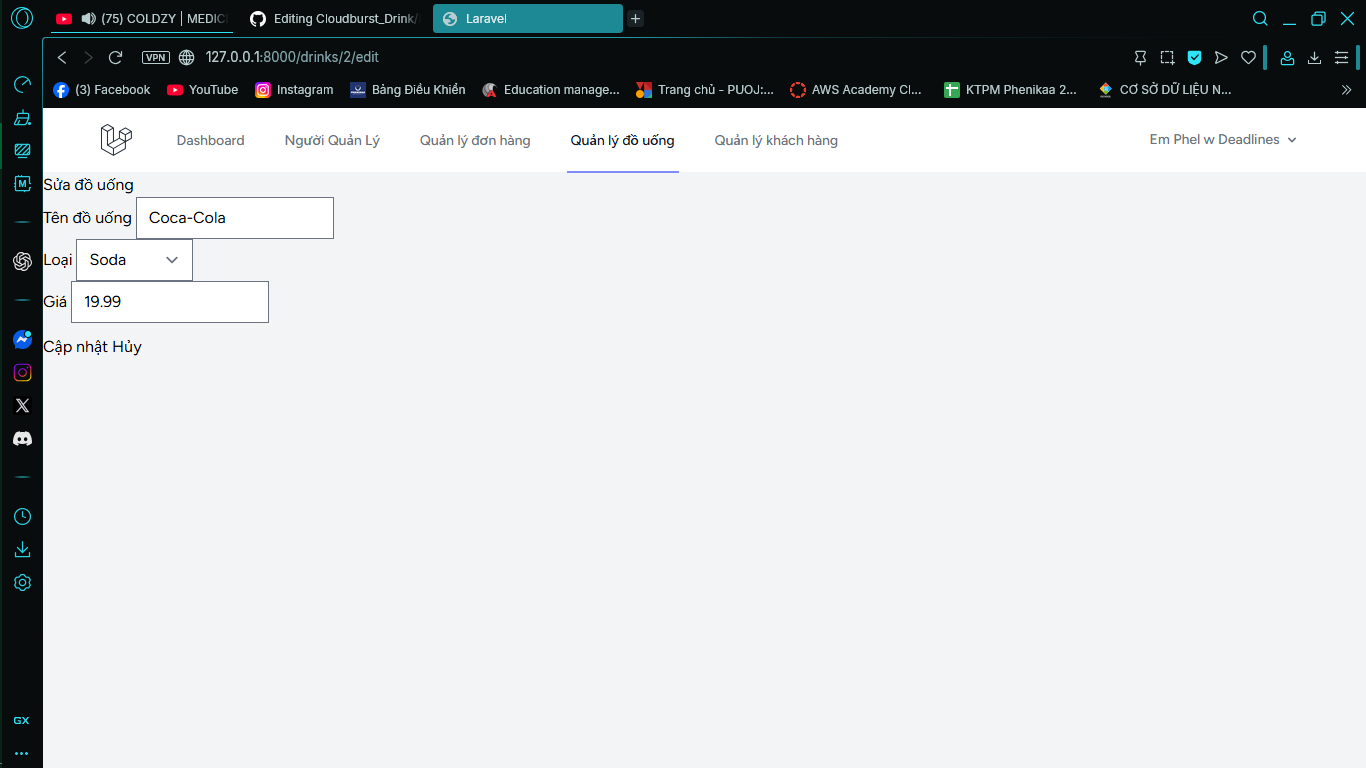 (75) COLDZY | MEDIC
Editing Cloudburst_Drink/
Laravel
VPN
127.0.0.1:8000/drinks/2/edit
(3) Facebook
YouTube
Instagram
Bảng Điều Khiển
Education manage...
Trang chủ - PUOJ:...
AWS Academy Cl...
KTPM Phenikaa 2...
CƠ SỞ DỮ LIỆU N...
Dashboard
Người Quản Lý
Quản lý đơn hàng
Quản lý đồ uống
Quản lý khách hàng
Em Phel w Deadlines
Sửa đồ uống
Tên đồ uống Coca-Cola
Loại Soda
Giá 19.99
Cập nhật Hủy
M
GX